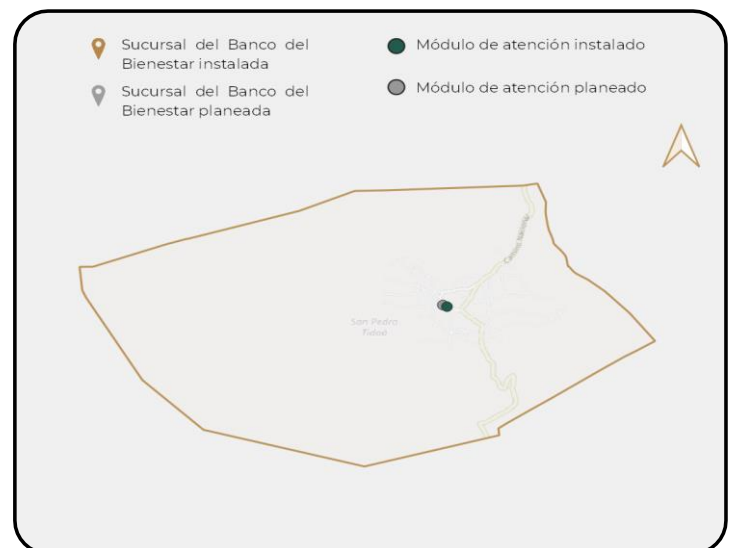 Sucursal del Banco del
Bienestar instalada
Sucursal del Banco del
Bienestar planeada
Módulo de atención instalado
Módulo de atención planeado
San Pedro